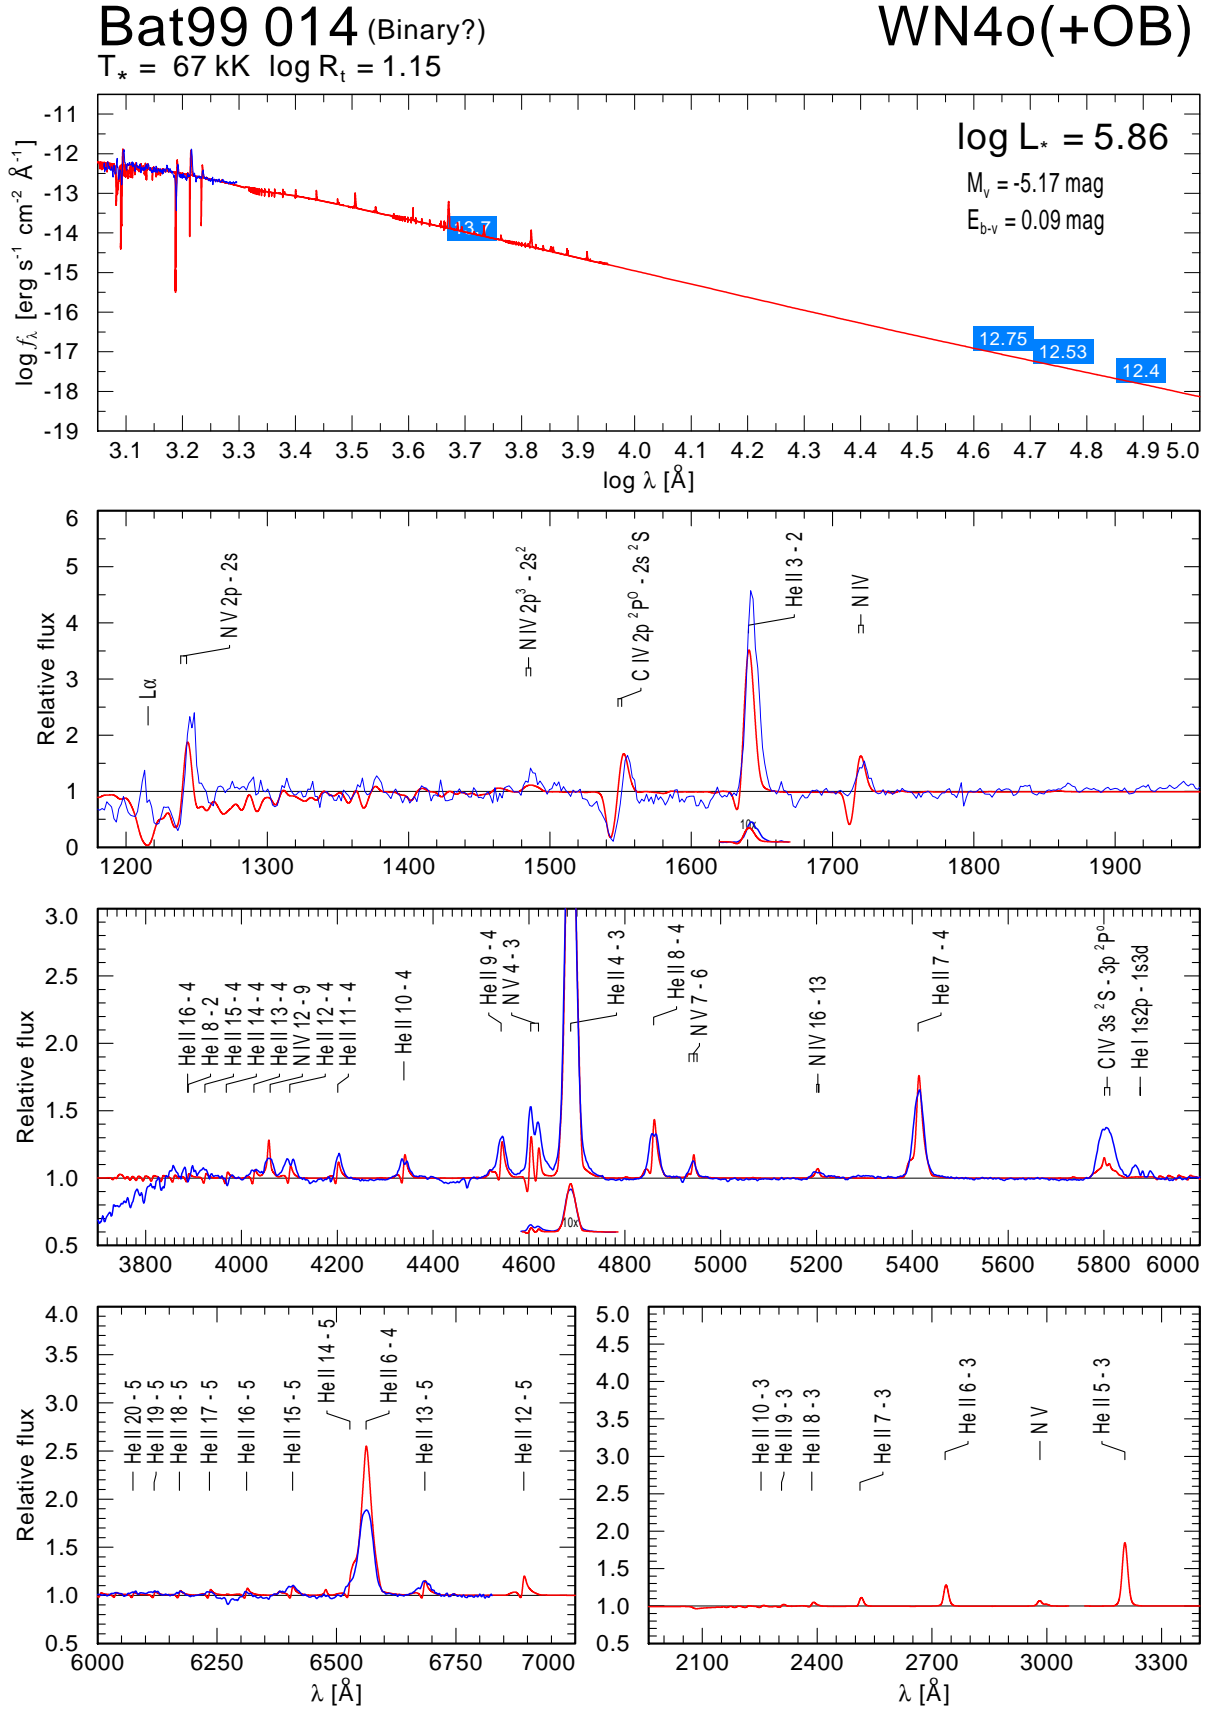 Bat99 014 (Binary?)
WN4o(+OB)
T* = 67 kK log Rt = 1.15
log L* = 5.86
Mv = -5.17 mag
Eb-v = 0.09 mag
log fλ [erg s-1 cm-2 Å-1]
-11
-12
-13
-14
-15
-16
-17
-18
-19
13.7
12.75
12.53
12.4
3.1 3.2 3.3 3.4 3.5 3.6 3.7 3.8 3.9 4.0 4.1 4.2 4.3 4.4 4.5 4.6 4.7 4.8 4.9 5.0
log λ [Å]
Relative flux
6
5
4
3
2
1
0
Lα
N V 2p - 2s
N IV 2p3 - 2s2
C IV 2p 2P0 - 2s 2S
He II 3 - 2
N IV
10x
1200 1300 1400 1500 1600 1700 1800 1900
Relative flux
3.0
2.5
2.0
1.5
1.0
0.5
He II 16 - 4
He I 8 - 2
He II 15 - 4
He II 14 - 4
He II 13 - 4
N IV 12 - 9
He II 12 - 4
He II 11 - 4
He II 10 - 4
He II 9 - 4
N V 4 - 3
He II 4 - 3
He II 8 - 4
N V 7 - 6
N IV 16 - 13
He II 7 - 4
C IV 3s 2S - 3p 2P0
He I 1s2p - 1s3d
10x
3800 4000 4200 4400 4600 4800 5000 5200 5400 5600 5800 6000
Relative flux
4.0
3.5
3.0
2.5
2.0
1.5
1.0
0.5
He II 20 - 5
He II 19 - 5
He II 18 - 5
He II 17 - 5
He II 16 - 5
He II 15 - 5
He II 14 - 5
He II 6 - 4
He II 13 - 5
He II 12 - 5
6000 6250 6500 6750 7000
λ [Å]
5.0
4.5
4.0
3.5
3.0
2.5
2.0
1.5
1.0
0.5
He II 10 - 3
He II 9 - 3
He II 8 - 3
He II 7 - 3
He II 6 - 3
N V
He II 5 - 3
2100 2400 2700 3000 3300
λ [Å]